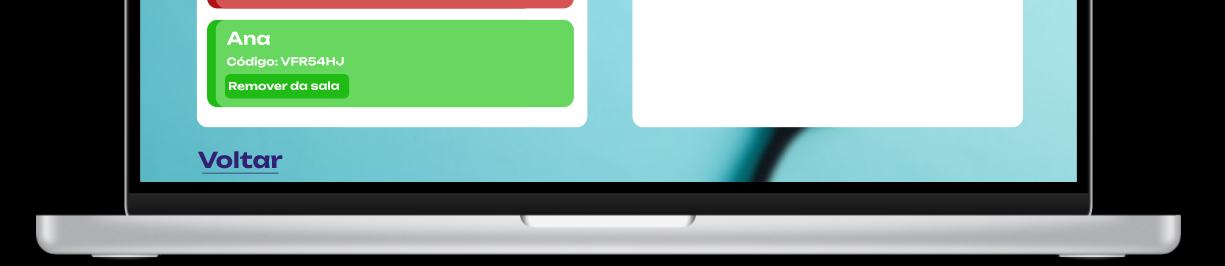 Ana
Código: VFR54HJ
Remover da sala
Voltar